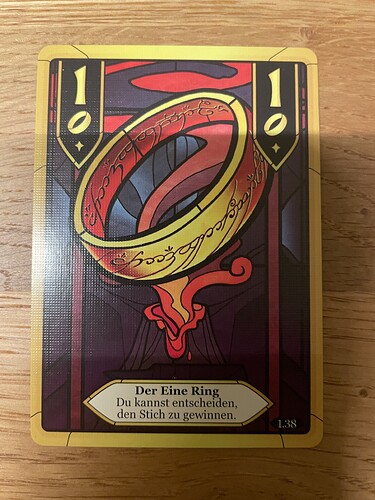 1 1
Der Eine Ring
Du kannst entscheiden,
den Stich zu gewinnen.
1.38